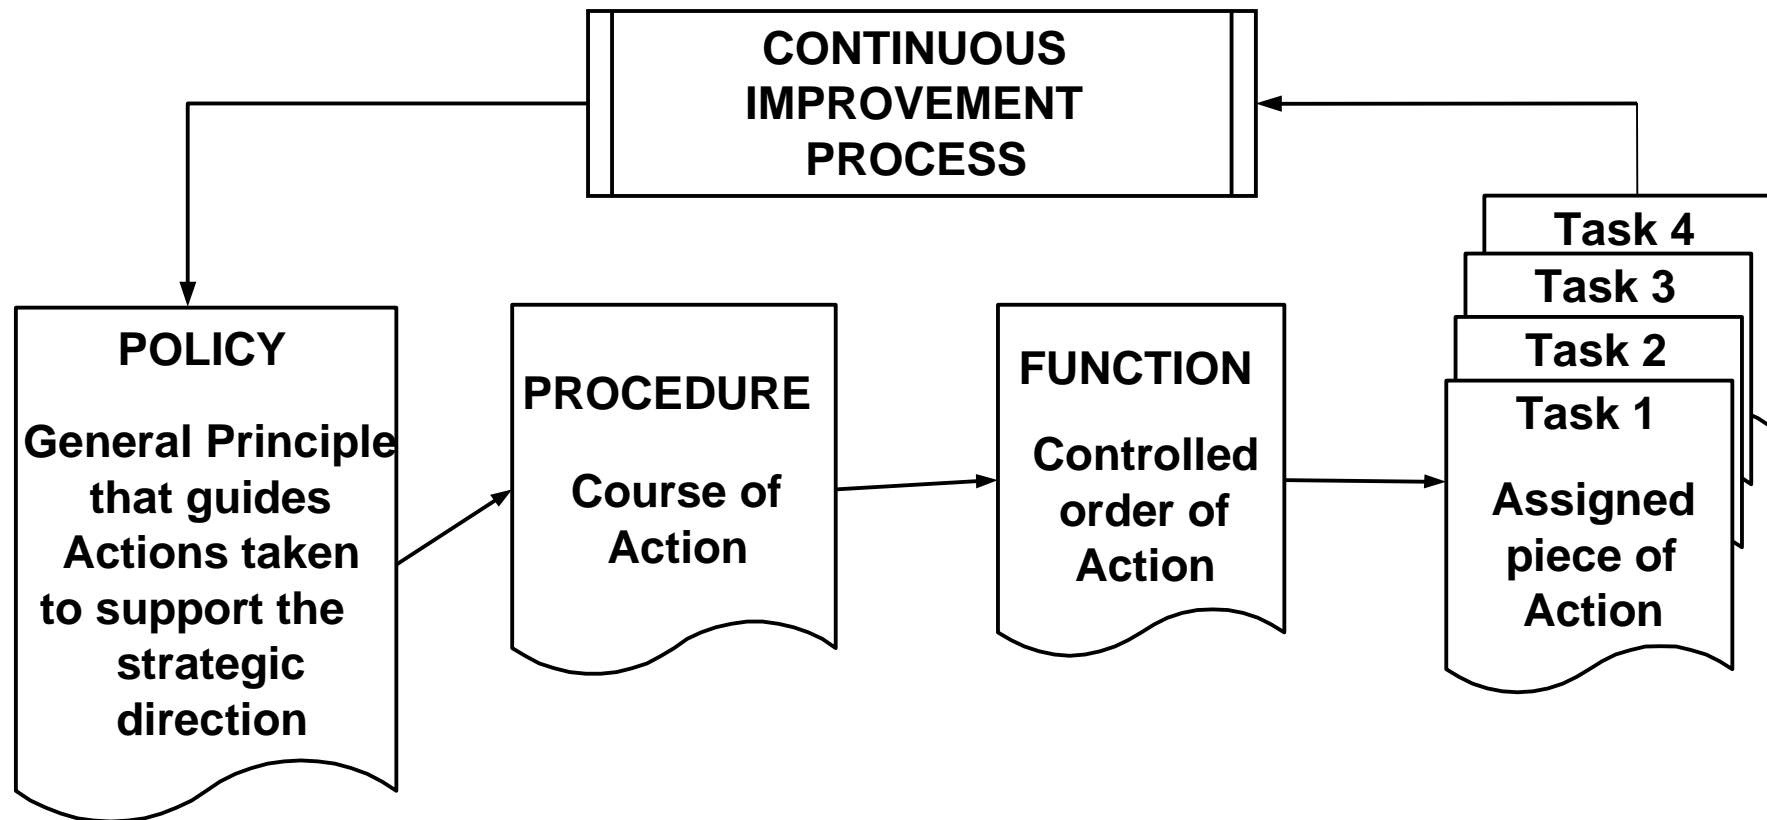 CONTINUOUS
IMPROVEMENT
PROCESS
POLICY
General Principle
that guides
Actions taken
to support the
strategic
direction
PROCEDURE
Course of
Action
FUNCTION
Controlled
order of
Action
Task 4
Task 3
Task 2
Task 1
Assigned
piece of
Action